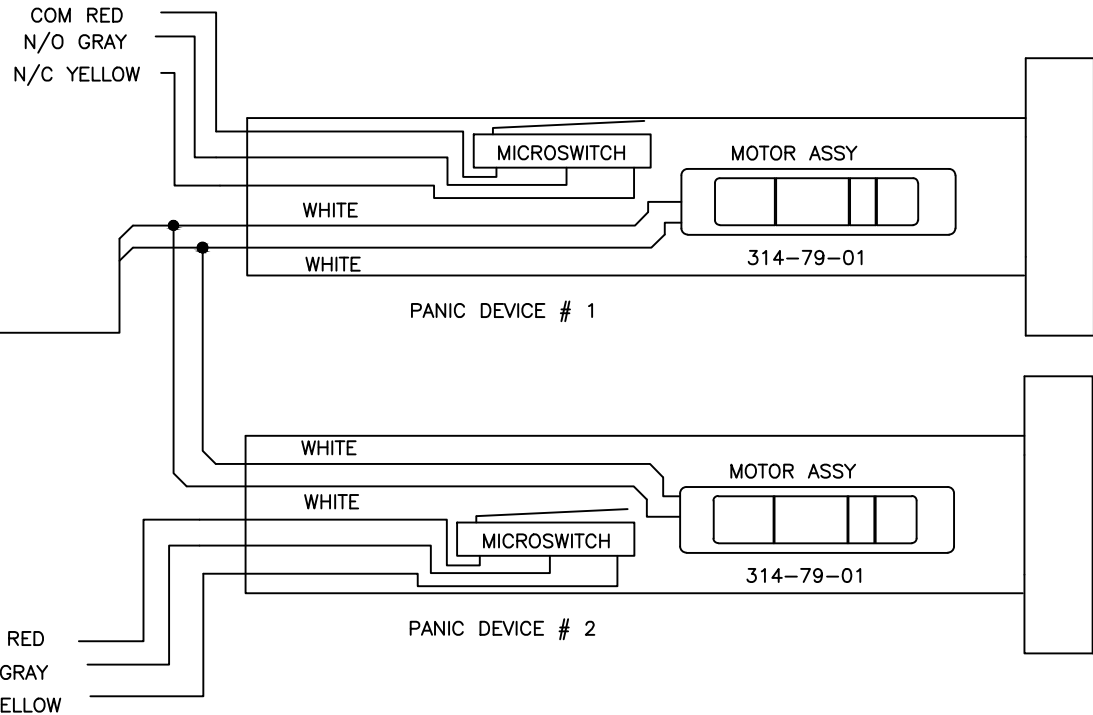 COM RED
N/O GRAY
N/C YELLOW
MICROSWITCH
MOTOR ASSY
WHITE
WHITE
314-79-01
PANIC DEVICE # 1
WHITE
MOTOR ASSY
WHITE
MICROSWITCH
314-79-01
PANIC DEVICE # 2
RED
GRAY
ELLOW